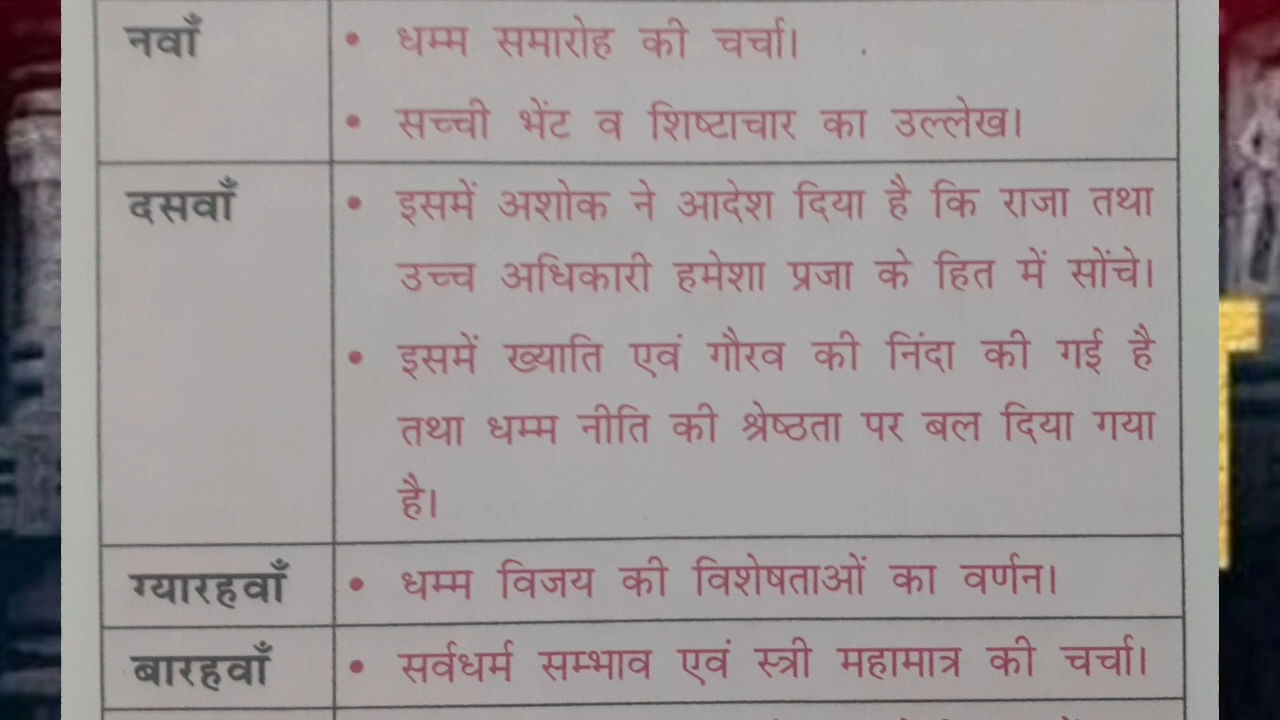 नवाँ
• धम्म समारोह की चर्चा।
• सच्ची भेंट व शिष्टाचार का उल्लेख।
दसवाँ
• इसमें अशोक ने आदेश दिया है कि राजा तथा
उच्च अधिकारी हमेशा प्रजा के हित में सोंचे।
• इसमें ख्याति एवं गौरव की निंदा की गई है
तथा धम्म नीति की श्रेष्ठता पर बल दिया गया
है।
ग्यारहवाँ
• धम्म विजय की विशेषताओं का वर्णन।
बारहवाँ
• सर्वधर्म सम्भाव एवं स्त्री महामात्र की चर्चा।